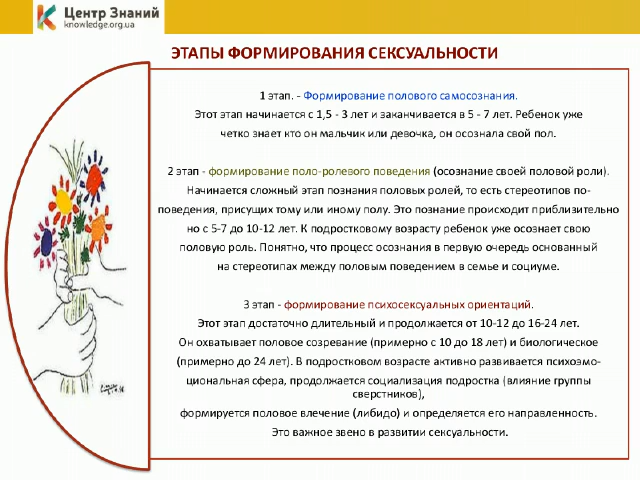 Центр Знаний
knowledge.org.ua
ЭТАПЫ ФОРМИРОВАНИЯ СЕКСУАЛЬНОСТИ
1 этап. - Формирование полового самосознания.
Этот этап начинается с 1,5 - 3 лет и заканчивается в 5 - 7 лет. Ребенок уже
четко знает кто он мальчик или девочка, он осознала свой пол.
2 этап - формирование поло-ролевого поведения (осознание своей половой роли).
Начинается сложный этап познания половых ролей, то есть стереотипов по-
поведения, присущих тому или иному полу. Это познание происходит приблизительно
но с 5-7 до 10-12 лет. К подростковому возрасту ребенок уже осознает свою
половую роль. Понятно, что процесс осознания в первую очередь основанный
на стереотипах между половым поведением в семье и социуме.
3 этап - формирование психосексуальных ориентаций.
Этот этап достаточно длительный и продолжается от 10-12 до 16-24 лет.
Он охватывает половое созревание (примерно с 10 до 18 лет) и биологическое
(примерно до 24 лет). В подростковом возрасте активно развивается психоэмо-
циональная сфера, продолжается социализация подростка (влияние группы
сверстников),
формируется половое влечение (либидо) и определяется его направленность.
Это важное звено в развитии сексуальности.